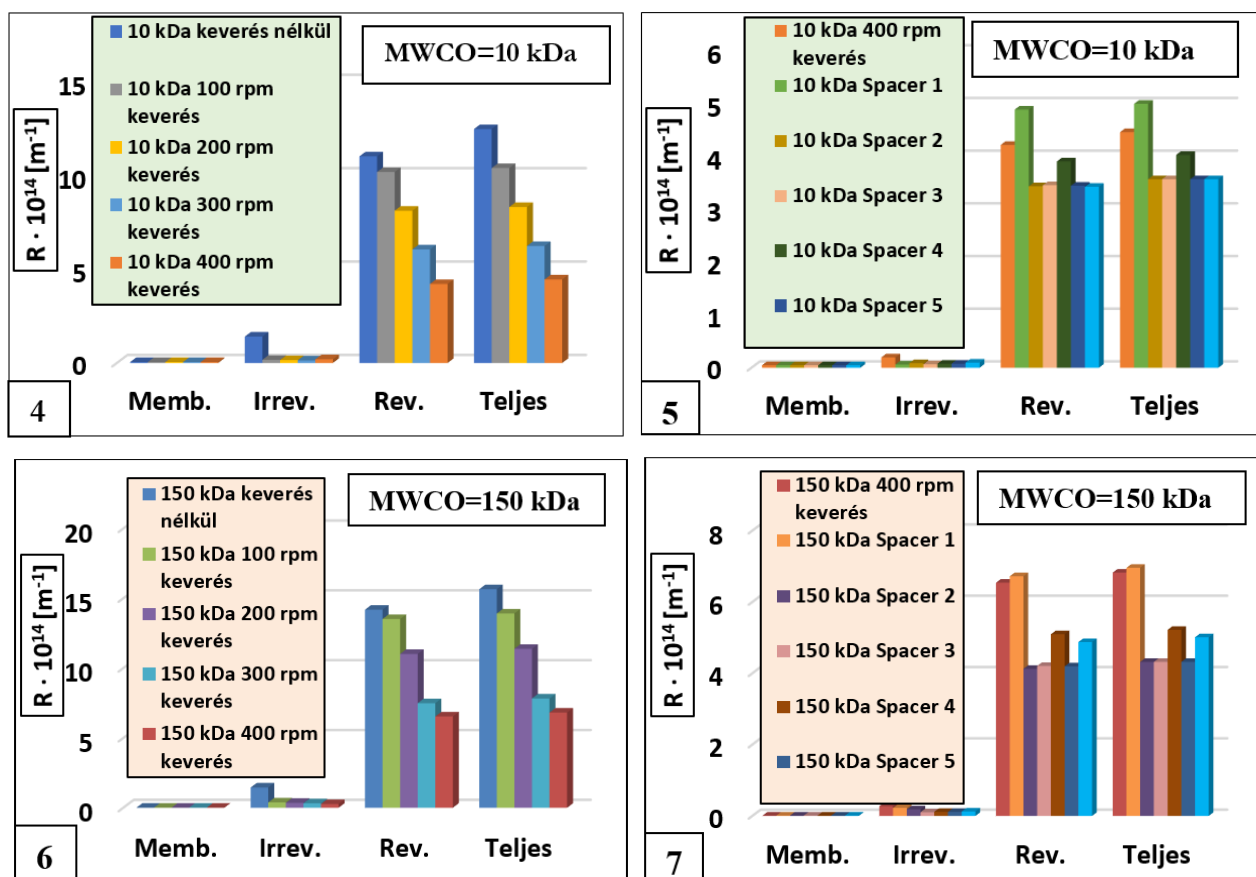 10 kDa keverés nélkül
10 kDa 100 rpm
keverés
10 kDa 200 rpm
keverés
10 kDa 300 rpm
keverés
10 kDa 400 rpm
keverés
MWCO=10 kDa
R · 10¹⁴ [m⁻¹]
15
10
5
0
Memb. Irrev. Rev. Teljes
4
10 kDa 400 rpm
keverés
10 kDa Spacer 1
10 kDa Spacer 2
10 kDa Spacer 3
10 kDa Spacer 4
10 kDa Spacer 5
MWCO=10 kDa
R · 10¹⁴ [m⁻¹]
6
5
4
3
2
1
0
Memb. Irrev. Rev. Teljes
5
150 kDa keverés
nélkül
150 kDa 100 rpm
keverés
150 kDa 200 rpm
keverés
150 kDa 300 rpm
keverés
150 kDa 400 rpm
keverés
MWCO=150 kDa
R · 10¹⁴ [m⁻¹]
20
15
10
5
0
Memb. Irrev. Rev. Teljes
6
150 kDa 400 rpm
keverés
150 kDa Spacer 1
150 kDa Spacer 2
150 kDa Spacer 3
150 kDa Spacer 4
150 kDa Spacer 5
MWCO=150 kDa
R · 10¹⁴ [m⁻¹]
8
6
4
2
0
Memb. Irrev. Rev. Teljes
7